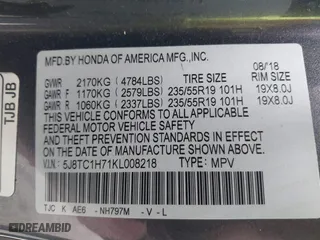 MFD.BY HONDA OF AMERICA MFG.,INC.
08/18
GVWR 2170KG (4784LBS) TIRE SIZE RIM SIZE
GAWR F 1170KG (2579LBS) 235/55R19 101H 19X8.0J
GAWR R 1060KG (2337LBS) 235/55R19 101H 19X8.0J
THIS VEHICLE CONFORMS TO ALL APPLICABLE FEDERAL MOTOR
VEHICLE SAFETY, BUMPER, AND THEFT PREVENTION STANDARDS
IN EFFECT ON THE DATE OF MANUFACTURE SHOWN ABOVE.
V.I.N: 5J8TC1H71KL008218 TYPE: MPV
TJC K AE6 -NH797M -V-L
TJB JB